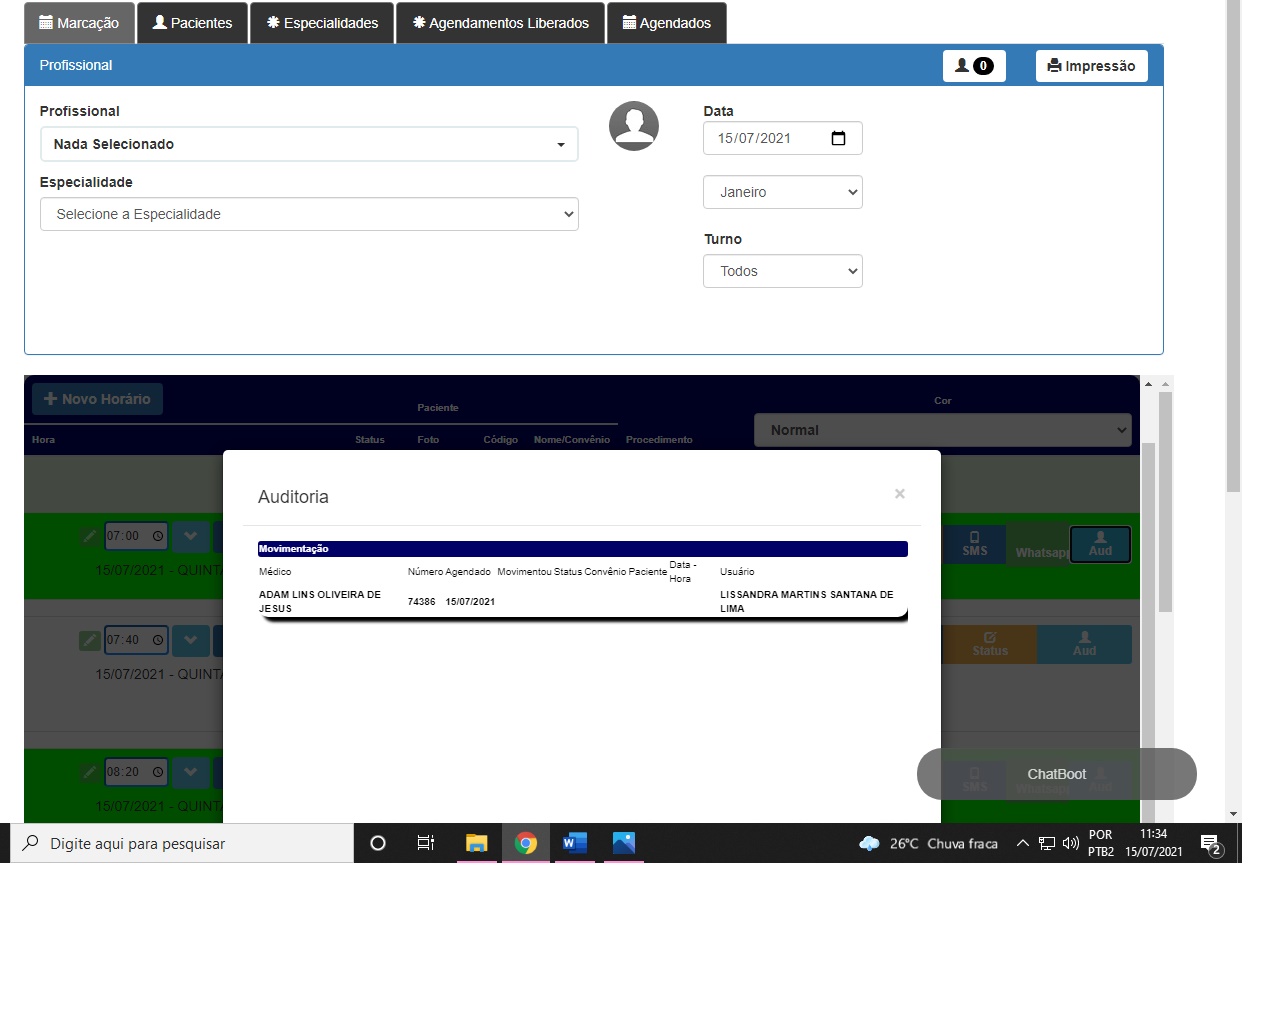 Marcação Pacientes Especialidades Agendamentos Liberados Agendados
Profissional 0 Impressão
Profissional Data
Nada Selecionado 15/07/2021
Especialidade
Selecione a Especialidade Janeiro
Turno
Todos
Novo Horário Paciente Cor
Normal
Hora Status Foto Código Nome/Convênio Procedimento
Auditoria ×
Movimentação
Médico Número Agendado Movimentou Status Convênio Paciente Data - Hora Usuário
ADAM LINS OLIVEIRA DE JESUS 74386 15/07/2021 LISSANDRA MARTINS SANTANA DE LIMA
07:00 SMS Whatsapp Aud
15/07/2021 - QUINTA
07:40 Status Aud
15/07/2021 - QUINTA
08:20 SMS Whatsapp Aud
15/07/2021 - QUINTA
ChatBoot
Digite aqui para pesquisar 26°C Chuva fraca POR 11:34
PTB2 15/07/2021 2